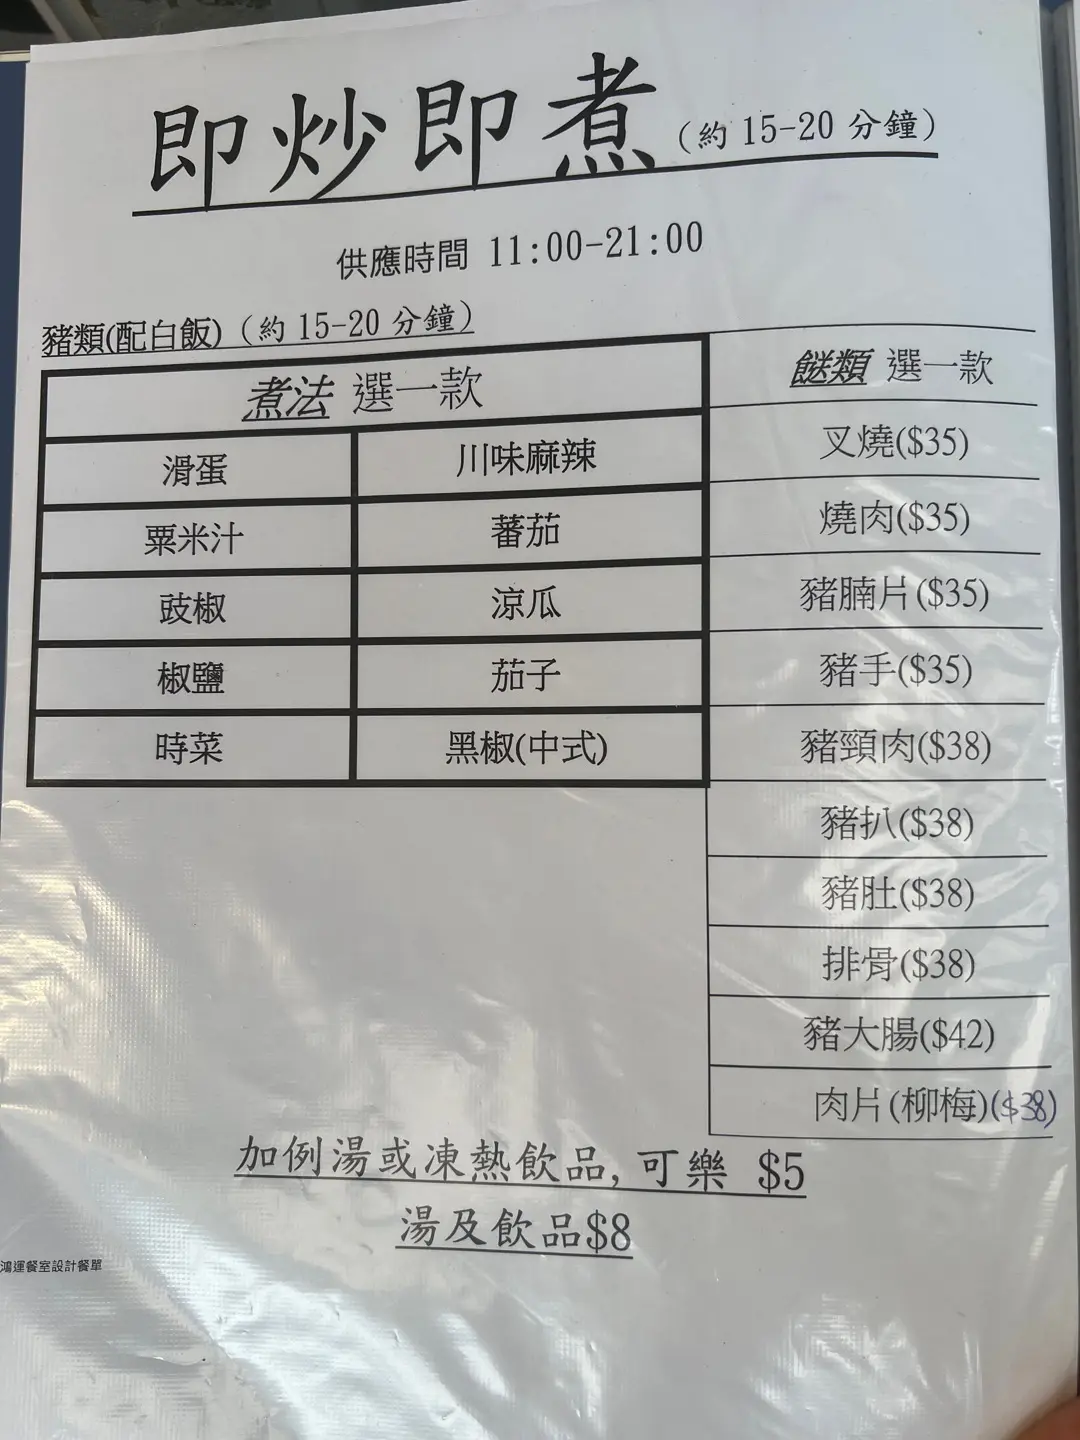 即炒即煮(約 15-20 分鐘)
供應時間 11:00-21:00
豬類(配白飯)(約 15-20 分鐘)
煮法 選一款
滑蛋 川味麻辣
粟米汁 蕃茄
豉椒 涼瓜
椒鹽 茄子
時菜 黑椒(中式)
餸類 選一款
叉燒($35)
燒肉($35)
豬腩片($35)
豬手($35)
豬頸肉($38)
豬扒($38)
豬肚($38)
排骨($38)
豬大腸($42)
肉片(柳梅)($38)
加例湯或凍熱飲品,可樂 $5
湯及飲品$8
鴻運餐室設計餐單